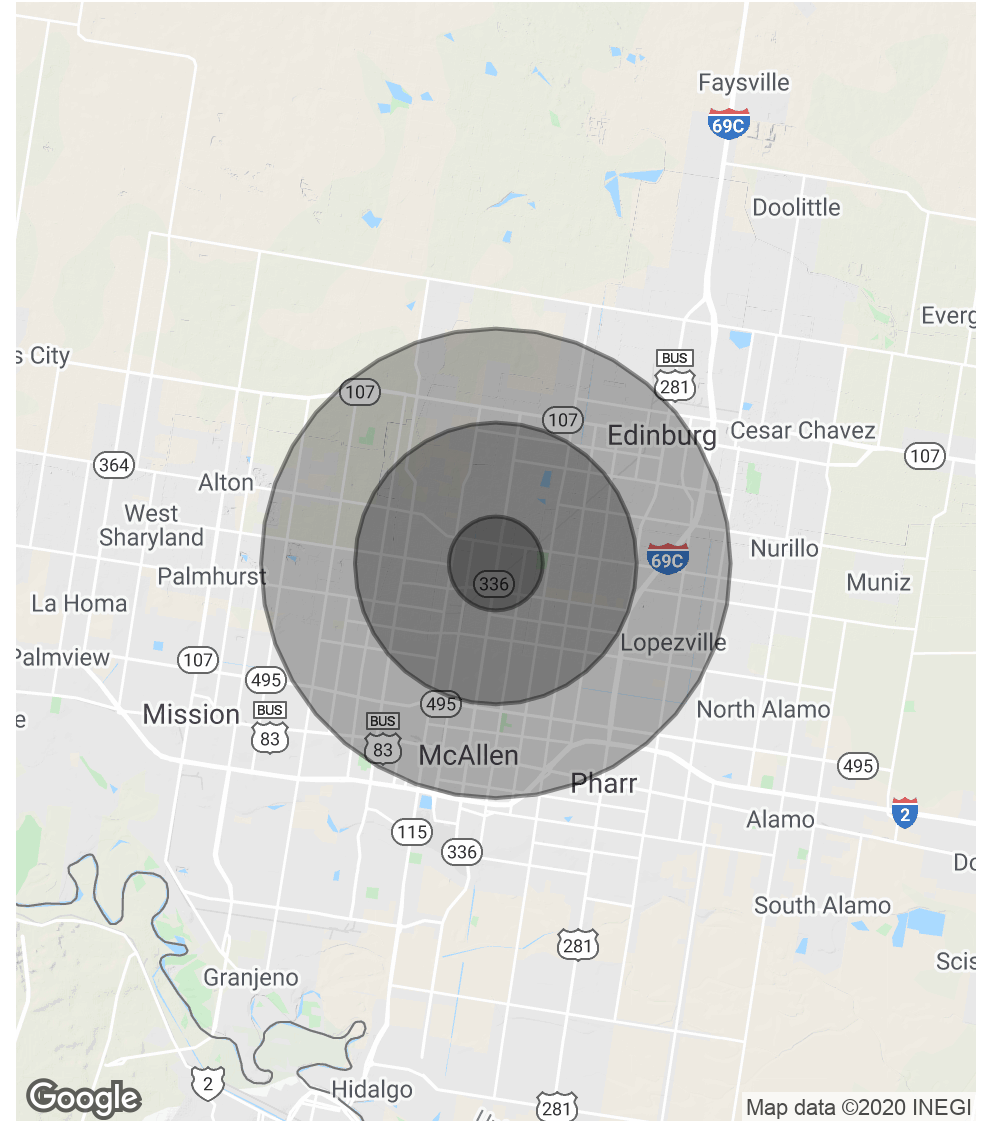 Faysville
69C
Doolittle
Everg
s City
BUS
281
107
107
Edinburg
Cesar Chavez
107
364
Alton
West
Sharyland
Nurillo
69C
Palmhurst
336
Muniz
La Homa
Lopezville
Palmview
107
495
495
North Alamo
BUS
Mission
83
BUS
83
McAllen
e
495
Pharr
2
Alamo
115
336
Do
South Alamo
281
Scis
Granjeno
2
Hidalgo
Google
281
Map data ©2020 INEGI